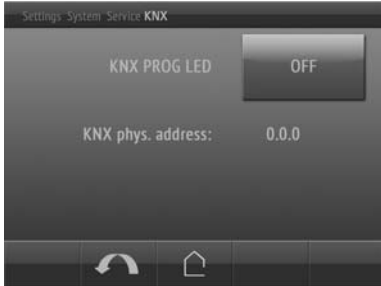 Settings System Service KNX
KNX PROG LED OFF
KNX phys. address: 0.0.0